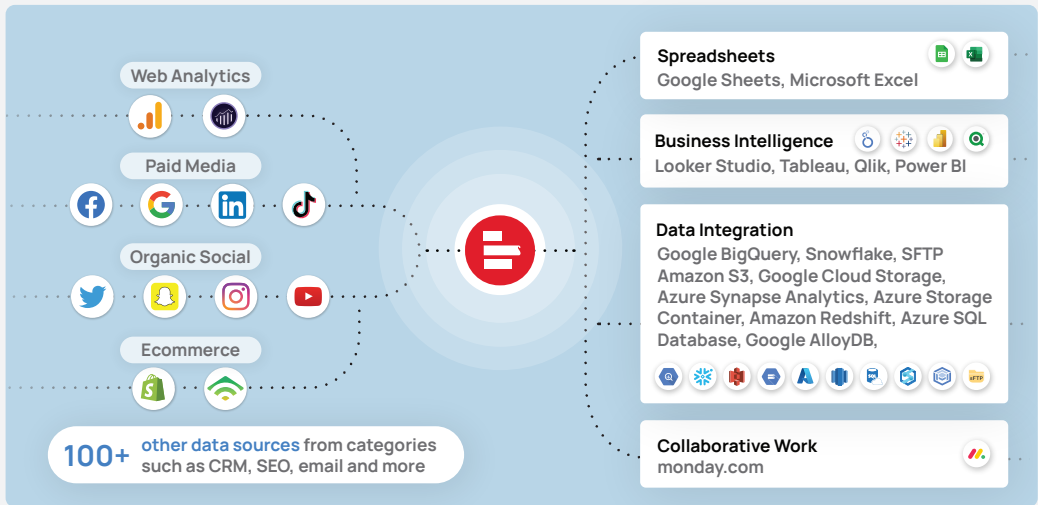 Web Analytics
Paid Media
Organic Social
Ecommerce
100+ other data sources from categories
such as CRM, SEO, email and more
Spreadsheets
Google Sheets, Microsoft Excel
Business Intelligence
Looker Studio, Tableau, Qlik, Power BI
Data Integration
Google BigQuery, Snowflake, SFTP
Amazon S3, Google Cloud Storage,
Azure Synapse Analytics, Azure Storage
Container, Amazon Redshift, Azure SQL
Database, Google AlloyDB,
SQL
sFTP
Collaborative Work
monday.com